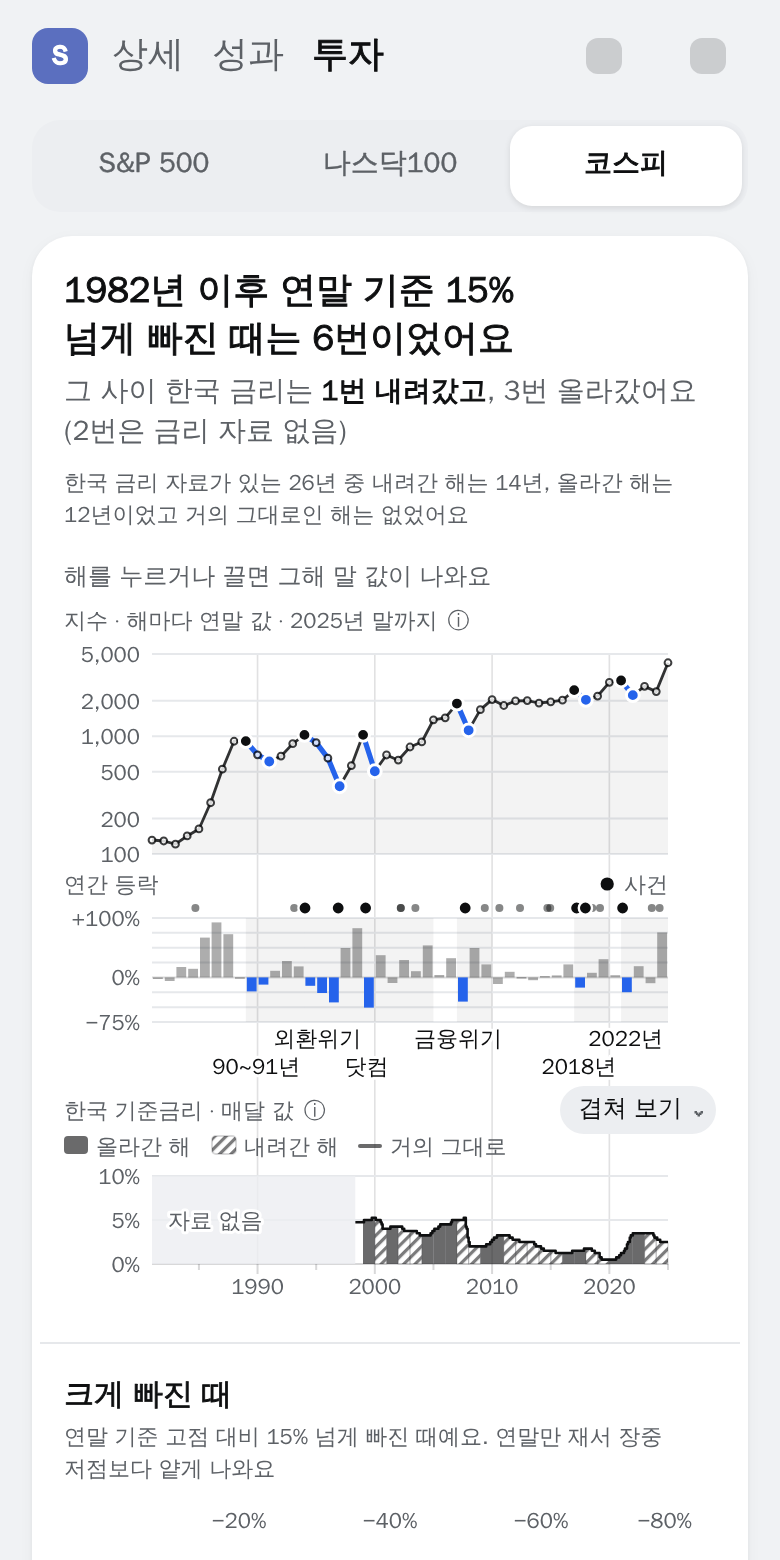 S 상세 성과 투자
S&P 500 나스닥100 코스피
1982년 이후 연말 기준 15%
넘게 빠진 때는 6번이었어요
그 사이 한국 금리는 1번 내려갔고, 3번 올라갔어요
(2번은 금리 자료 없음)
한국 금리 자료가 있는 26년 중 내려간 해는 14년, 올라간 해는
12년이었고 거의 그대로인 해는 없었어요
해를 누르거나 끌면 그해 말 값이 나와요
지수 · 해마다 연말 값 · 2025년 말까지 ⓘ
5,000
2,000
1,000
500
200
100
연간 등락 사건
+100%
0%
−75%
외환위기 금융위기 2022년
90~91년 닷컴 2018년
한국 기준금리 · 매달 값 ⓘ 겹쳐 보기
올라간 해 내려간 해 거의 그대로
10%
자료 없음
5%
0%
1990 2000 2010 2020
크게 빠진 때
연말 기준 고점 대비 15% 넘게 빠진 때예요. 연말만 재서 장중
저점보다 얕게 나와요
−20% −40% −60% −80%